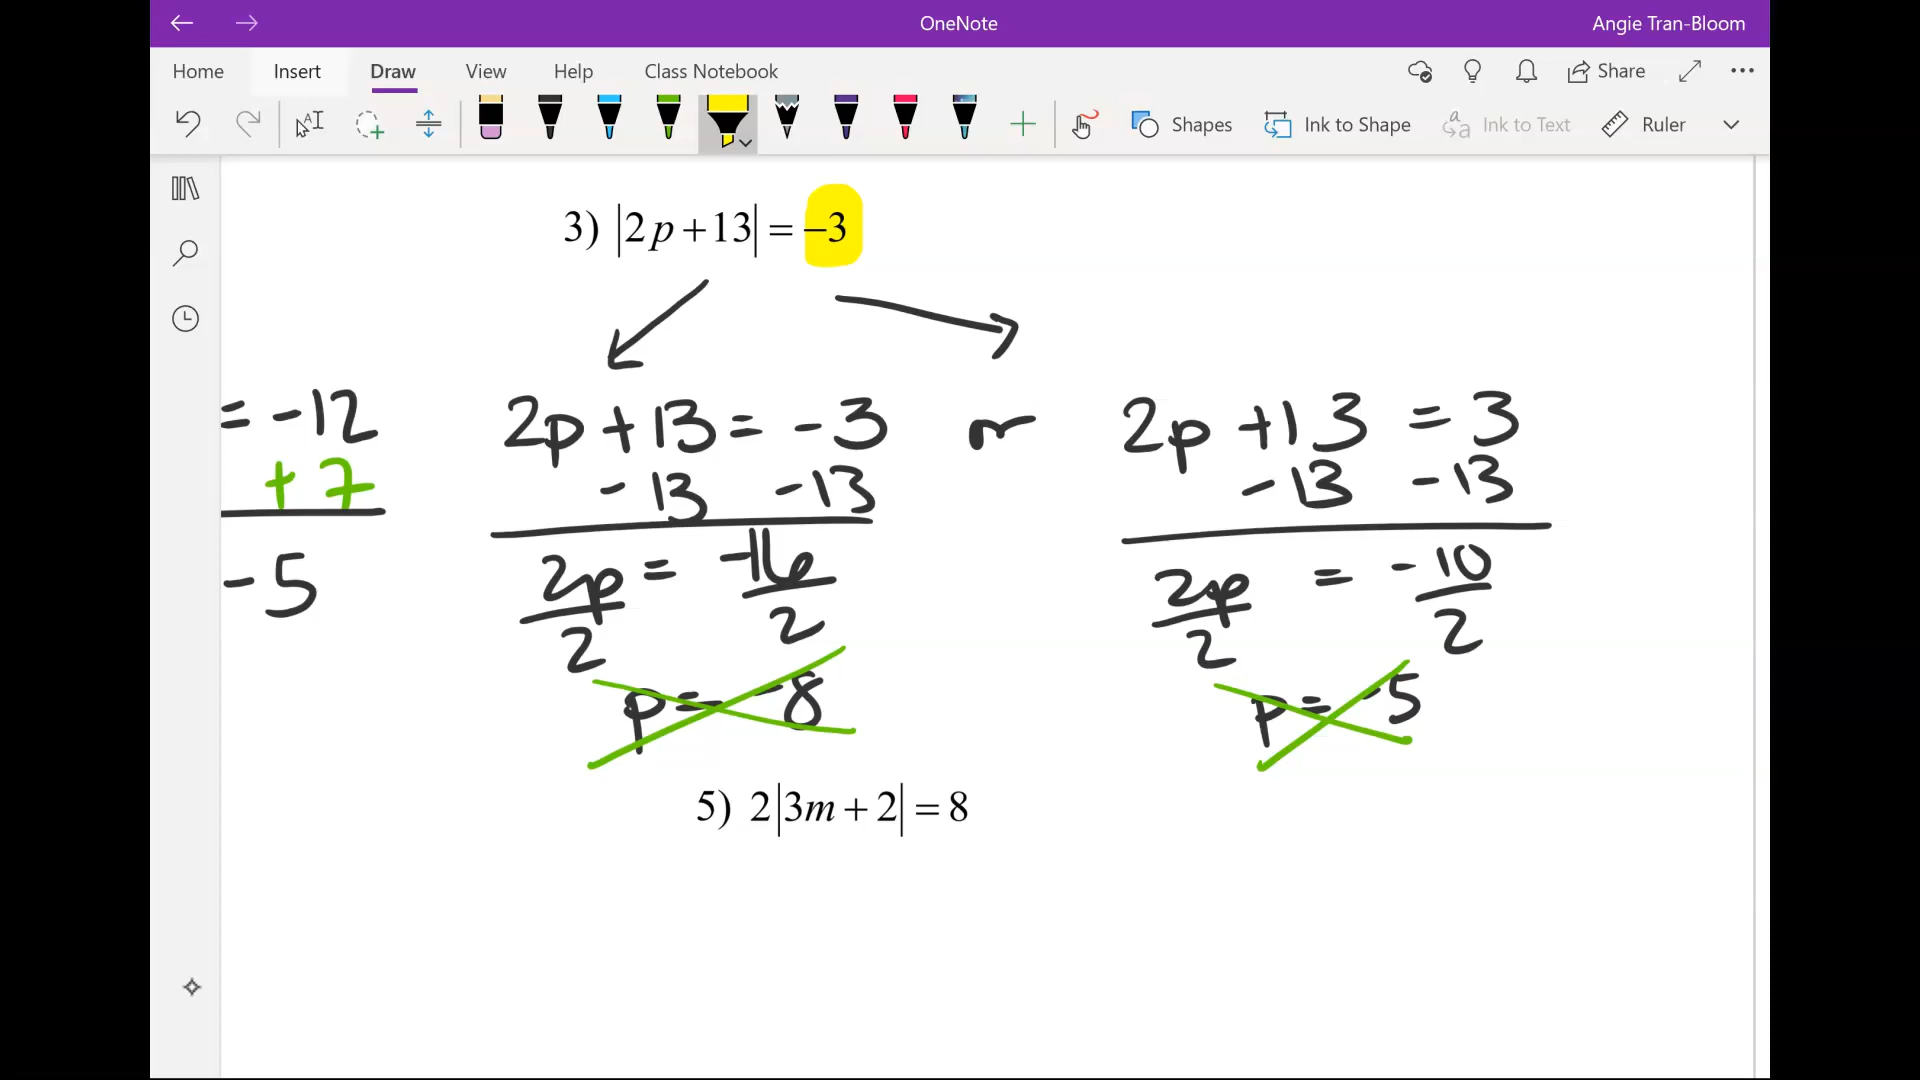 OneNote
Angie Tran-Bloom
Home Insert Draw View Help Class Notebook Share
Shapes Ink to Shape Ink to Text Ruler
3) |2p+13| = -3
= -12
+ 7
-5
2p + 13 = -3 or 2p + 13 = 3
- 13 - 13 - 13 - 13
2p = -16 2p = -10
2 2 2 2
p = -8 p = -5
5) 2|3m+2| = 8